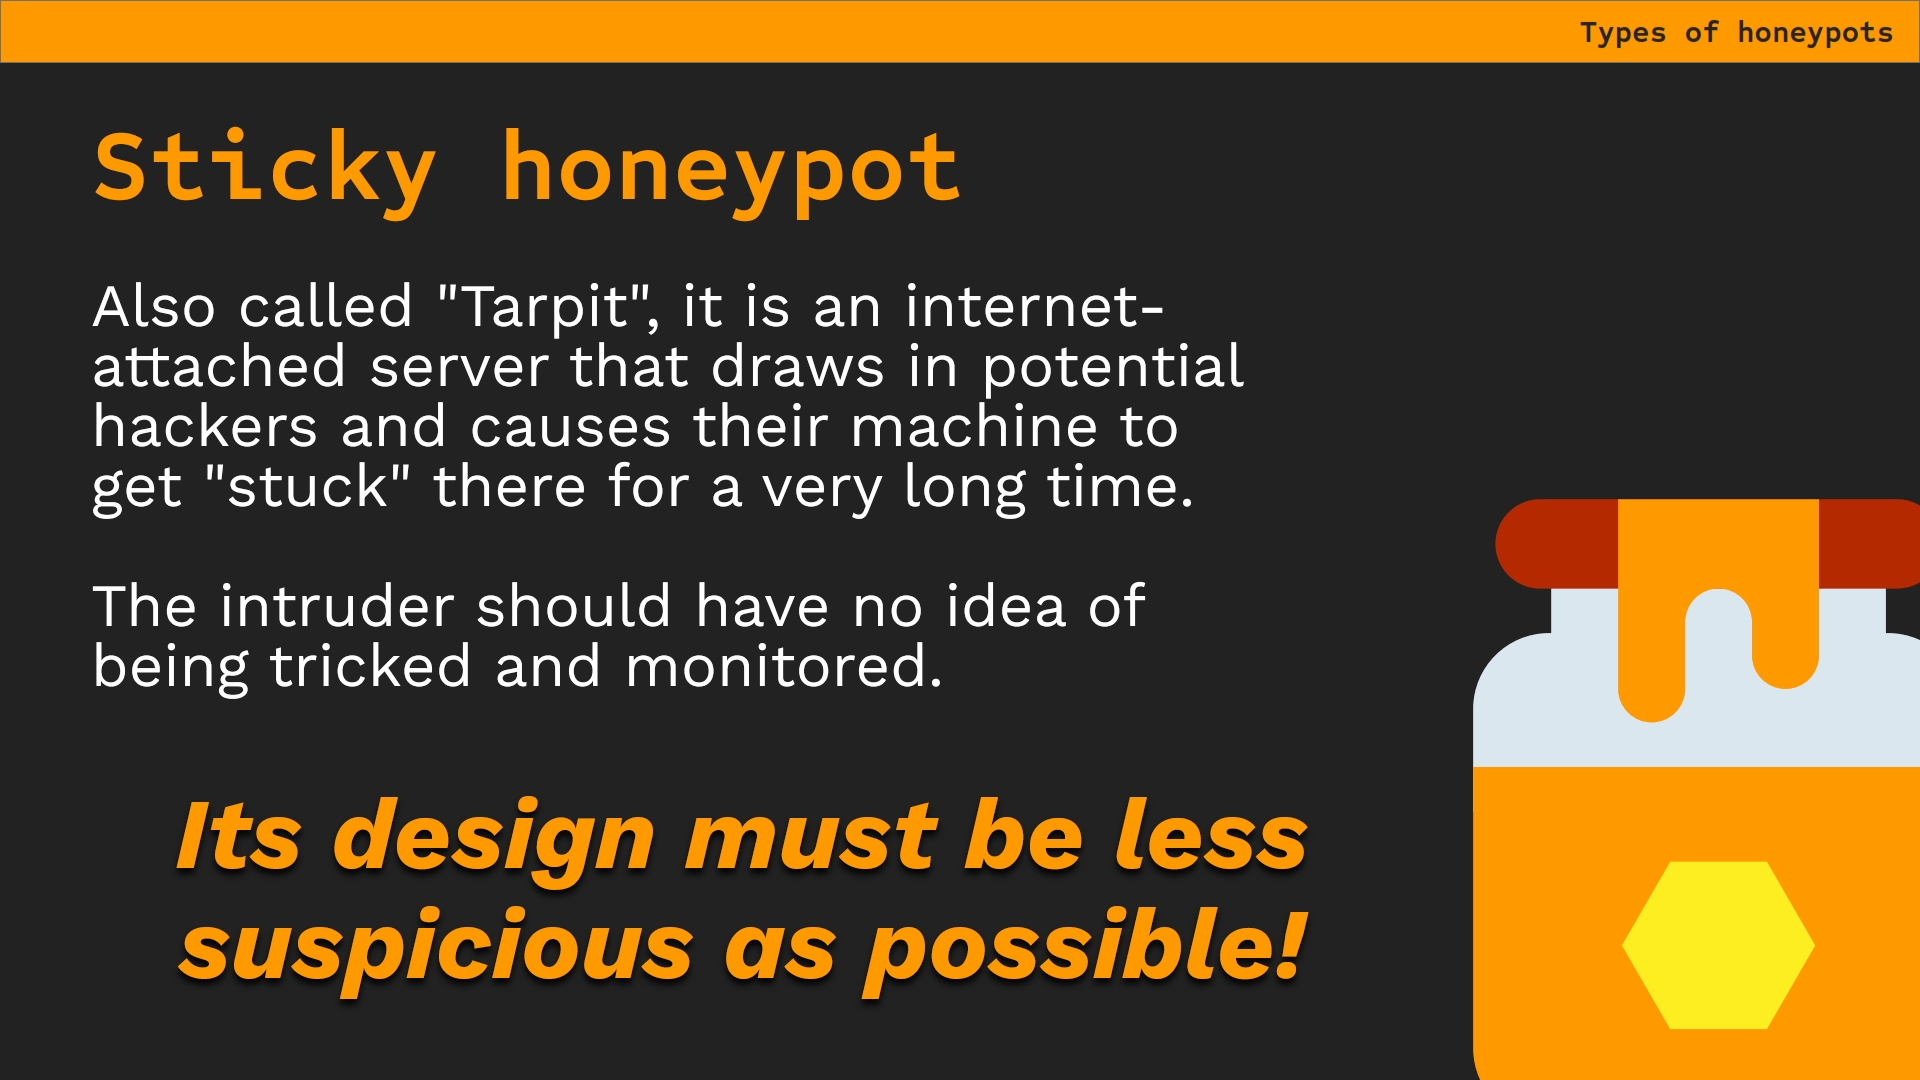 Types of honeypots
Sticky honeypot
Also called "Tarpit", it is an internet-
attached server that draws in potential
hackers and causes their machine to
get "stuck" there for a very long time.
The intruder should have no idea of
being tricked and monitored.
Its design must be less
suspicious as possible!